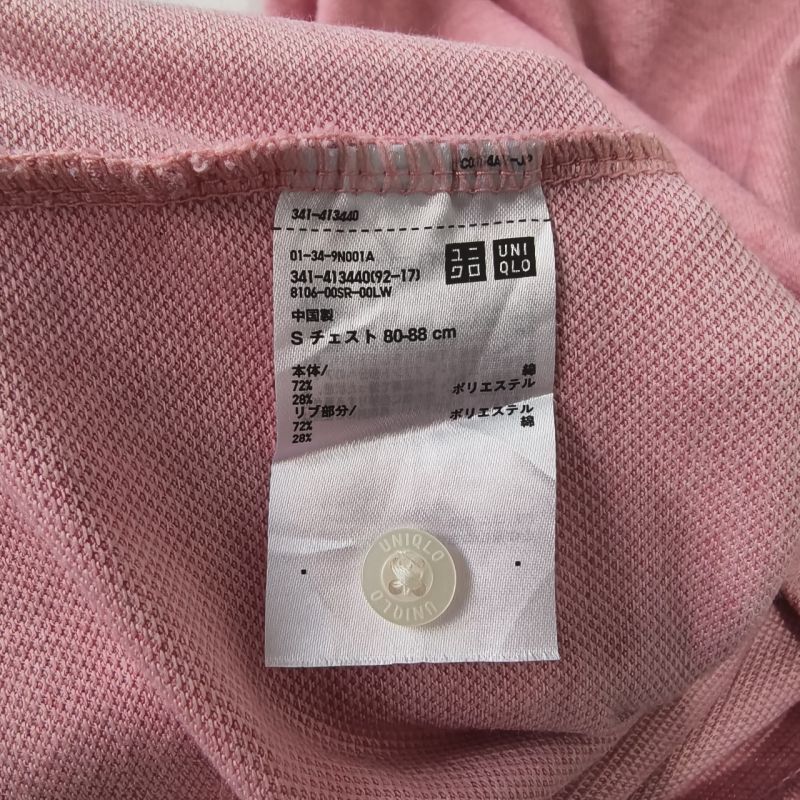 341-413440
01-34-9N001A
341-413440(92-17)
8106-00SR-00LW
ユニ
クロ
UNI
QLO
中国製
S チェスト 80-88 cm
本体/ 綿
72% ポリエステル
28%
リブ部分/ ポリエステル
72% 綿
28%
UNIQLO
UNIQLO